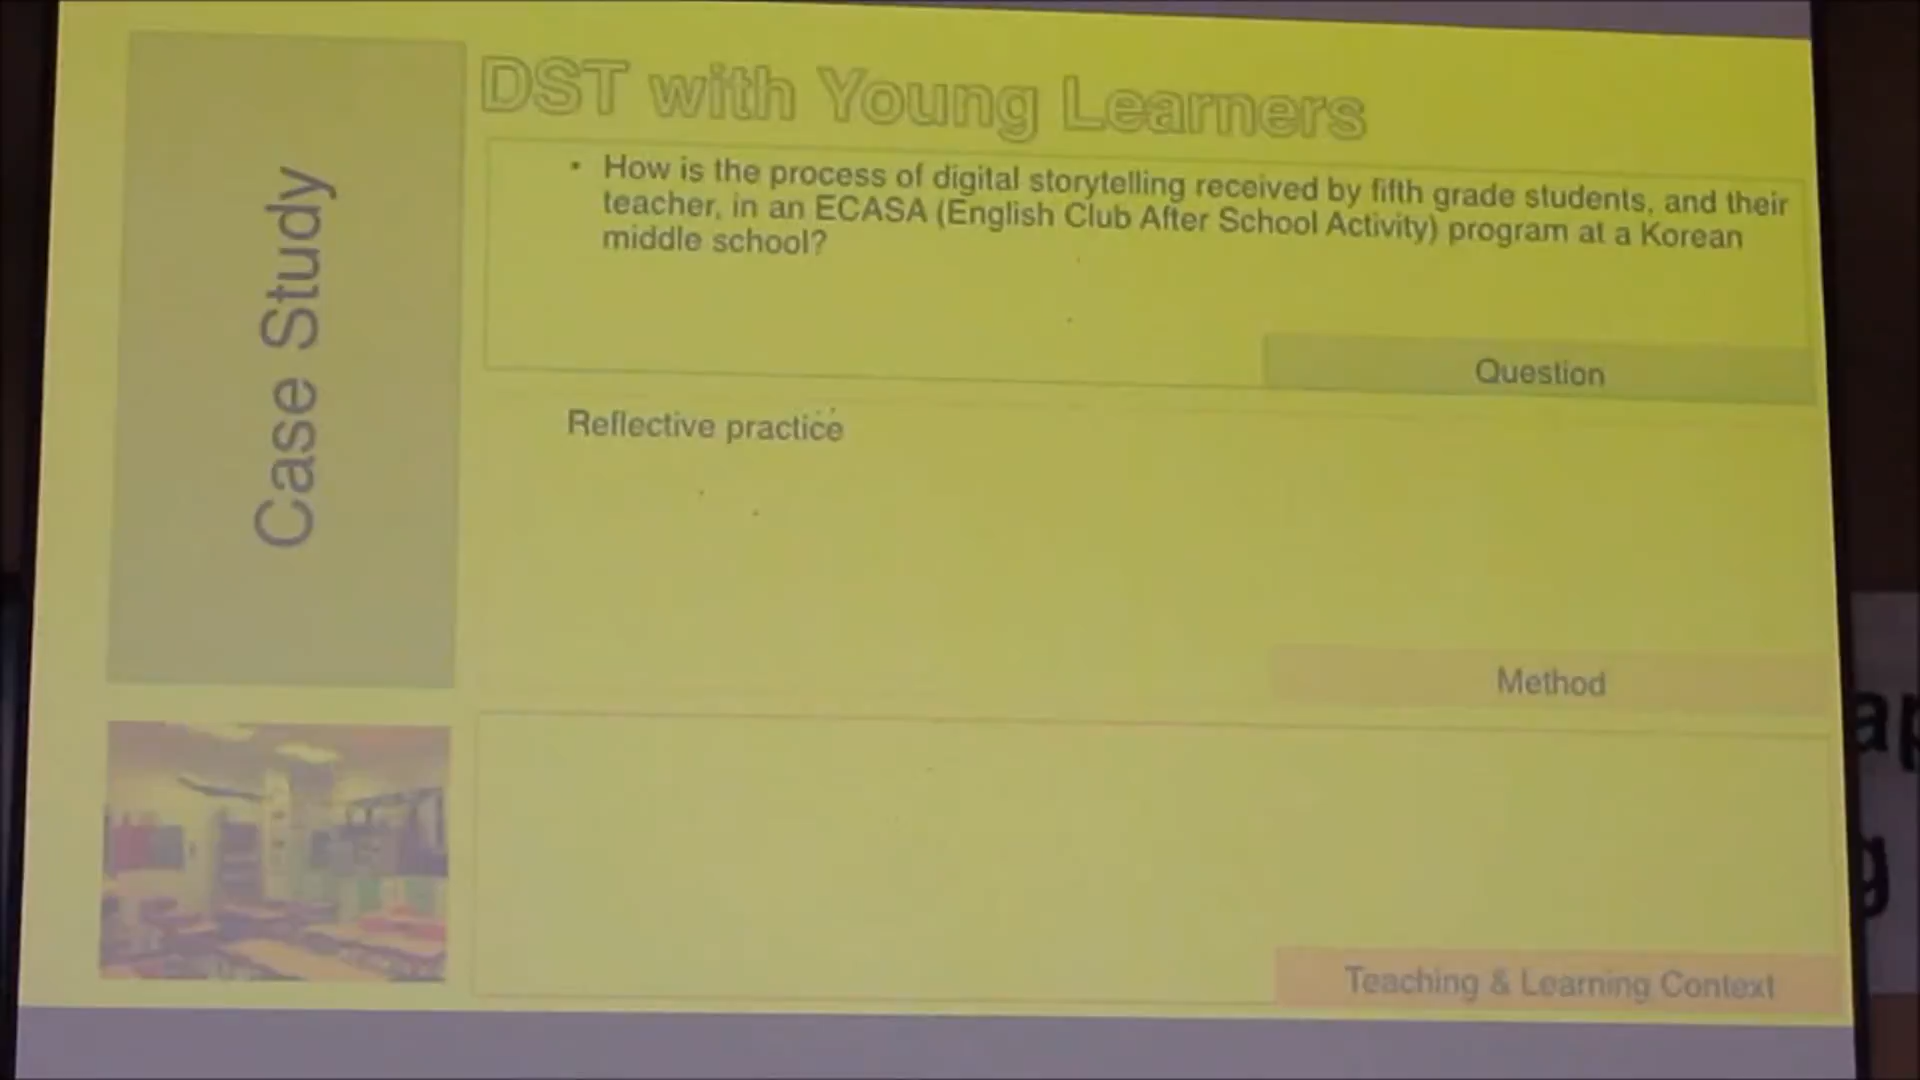 DST with Young Learners
Case Study
• How is the process of digital storytelling received by fifth grade students, and their
teacher, in an ECASA (English Club After School Activity) program at a Korean
middle school?
Question
Reflective practice
Method
Teaching & Learning Context
ap
g